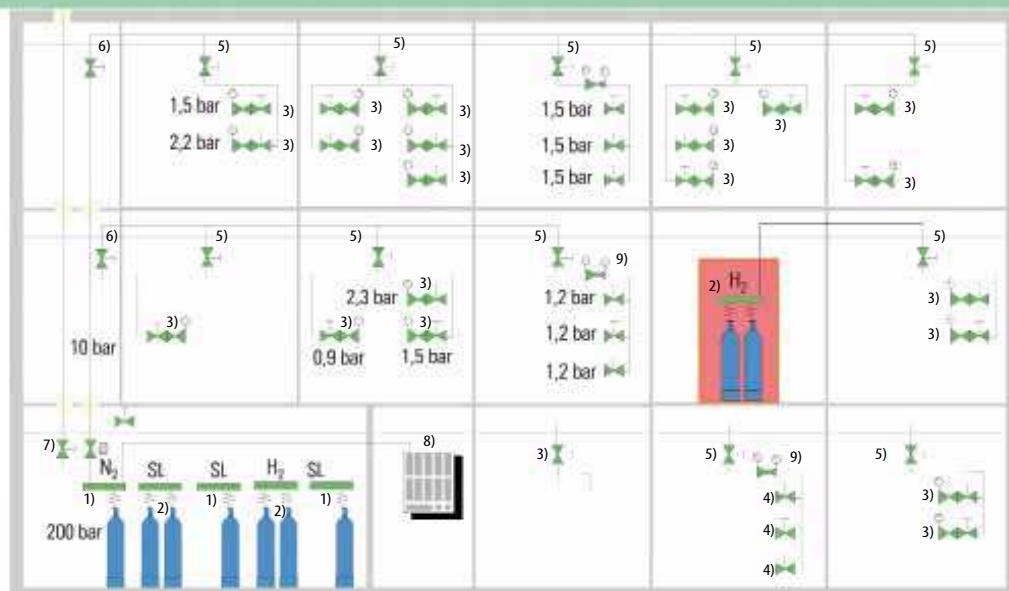 6) 5) 5) 5) 5) 5)
1,5 bar 3) 3) 3) 1,5 bar 3) 3) 3)
2,2 bar 3) 3) 3) 1,5 bar 3)
3) 1,5 bar 3) 3)
6) 5) 5) 5) 9) 5)
2) H₂
2,3 bar 3) 1,2 bar 3)
10 bar 3) 3) 3) 1,2 bar 3)
0,9 bar 1,5 bar
1,2 bar
7) 8) 3) 5) 9) 5)
N₂ SL SL H₂ SL
1) 2) 1) 2) 1) 4) 3)
200 bar 4) 3)
4)